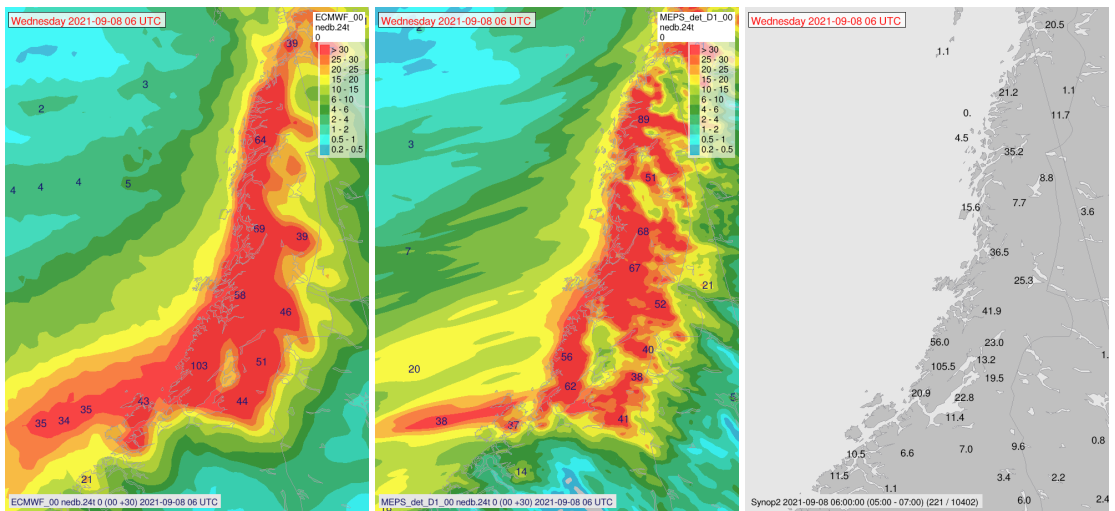 Wednesday 2021-09-08 06 UTC
ECMWF_00
nedb.24t
0
> 30
25 - 30
20 - 25
15 - 20
10 - 15
6 - 10
4 - 6
2 - 4
1 - 2
0.5 - 1
0.2 - 0.5
39
3
2
64
4
4
4
5
69
39
58
46
103
51
43
44
35
34
35
21
ECMWF_00 nedb.24t 0 (00 +30) 2021-09-08 06 UTC
Wednesday 2021-09-08 06 UTC
MEPS_det_D1_00
nedb.24t
0
> 30
25 - 30
20 - 25
15 - 20
10 - 15
6 - 10
4 - 6
2 - 4
1 - 2
0.5 - 1
0.2 - 0.5
89
3
51
68
7
67
21
52
40
56
20
38
62
41
38
37
14
MEPS_det_D1_00 nedb.24t 0 (00 +30) 2021-09-08 06 UTC
Wednesday 2021-09-08 06 UTC
20.5
1.1
21.2
1.1
0.
11.7
4.5
35.2
8.8
7.7
15.6
3.6
36.5
25.3
41.9
56.0
23.0
1.
105.5
13.2
19.5
20.9
22.8
11.4
0.8
10.5
6.6
7.0
9.6
11.5
3.4
2.2
1.1
6.0
2.4
Synop2 2021-09-08 06:00:00 (05:00 - 07:00) (221 / 10402)